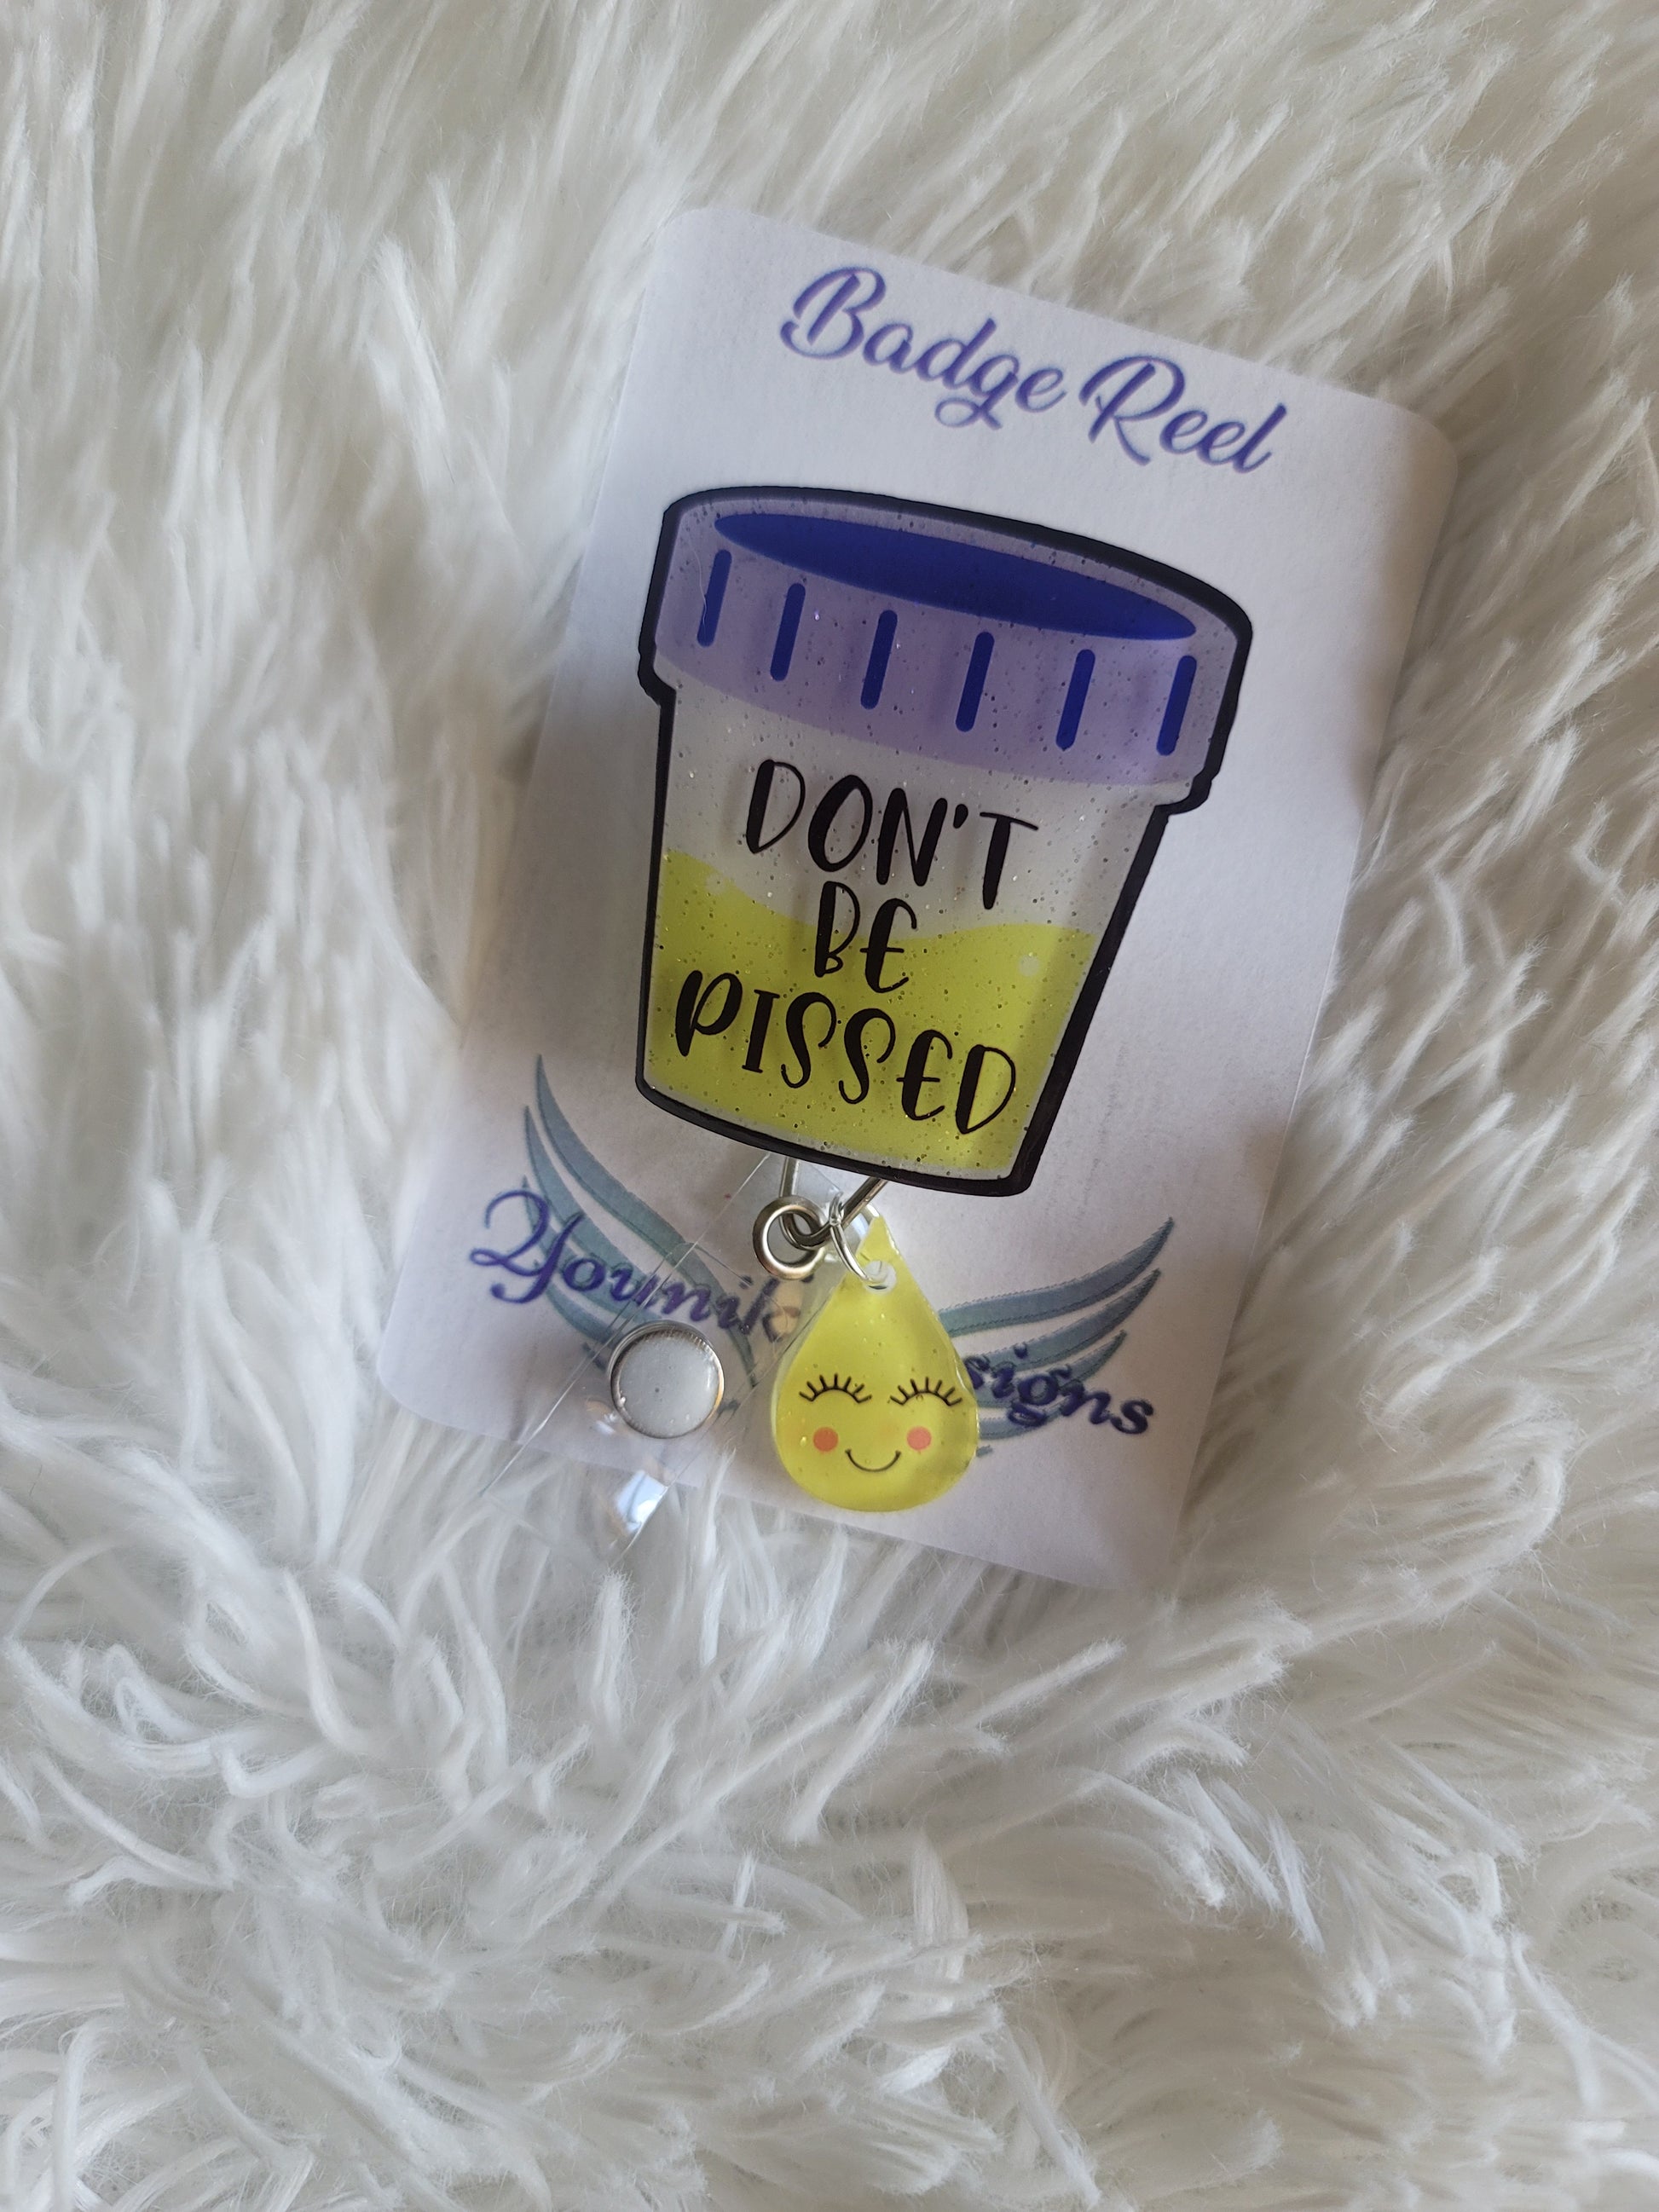 Badge Reel
DON'T
BE
PISSED